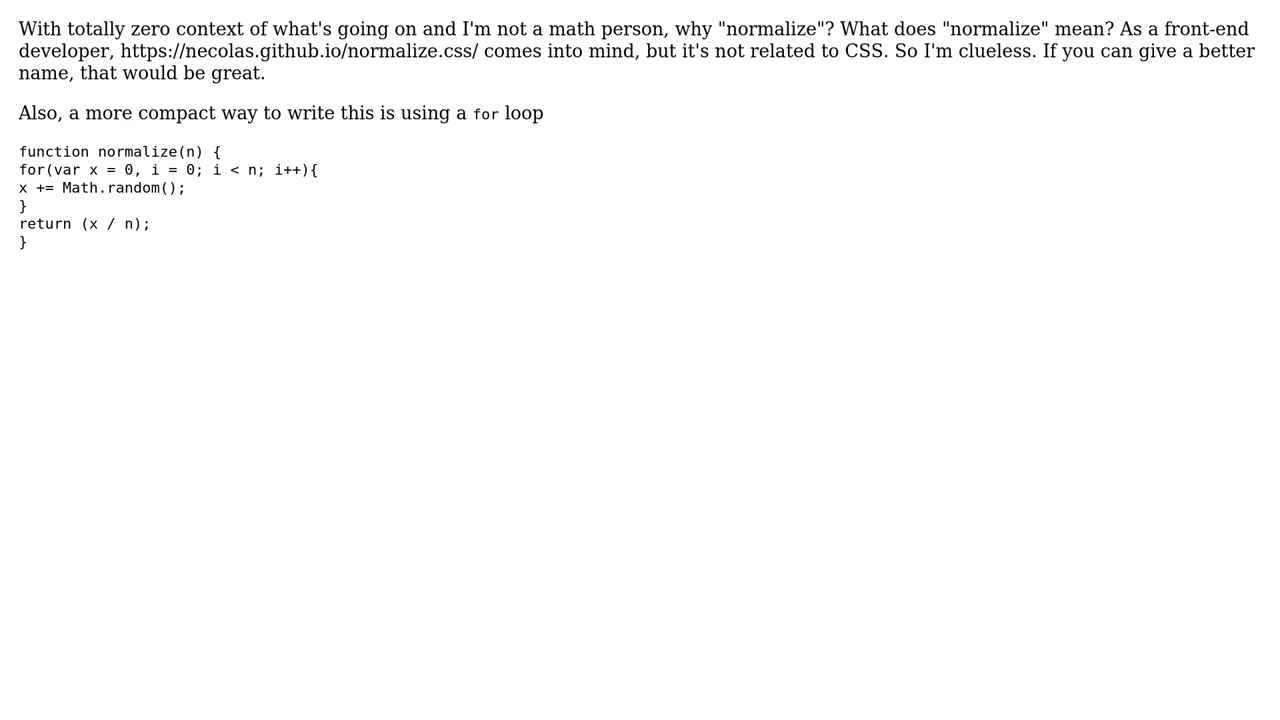 With totally zero context of what's going on and I'm not a math person, why "normalize"? What does "normalize" mean? As a front-end
developer, https://necolas.github.io/normalize.css/ comes into mind, but it's not related to CSS. So I'm clueless. If you can give a better
name, that would be great.
Also, a more compact way to write this is using a for loop
function normalize(n) {
for(var x = 0, i = 0; i < n; i++){
x += Math.random();
}
return (x / n);
}